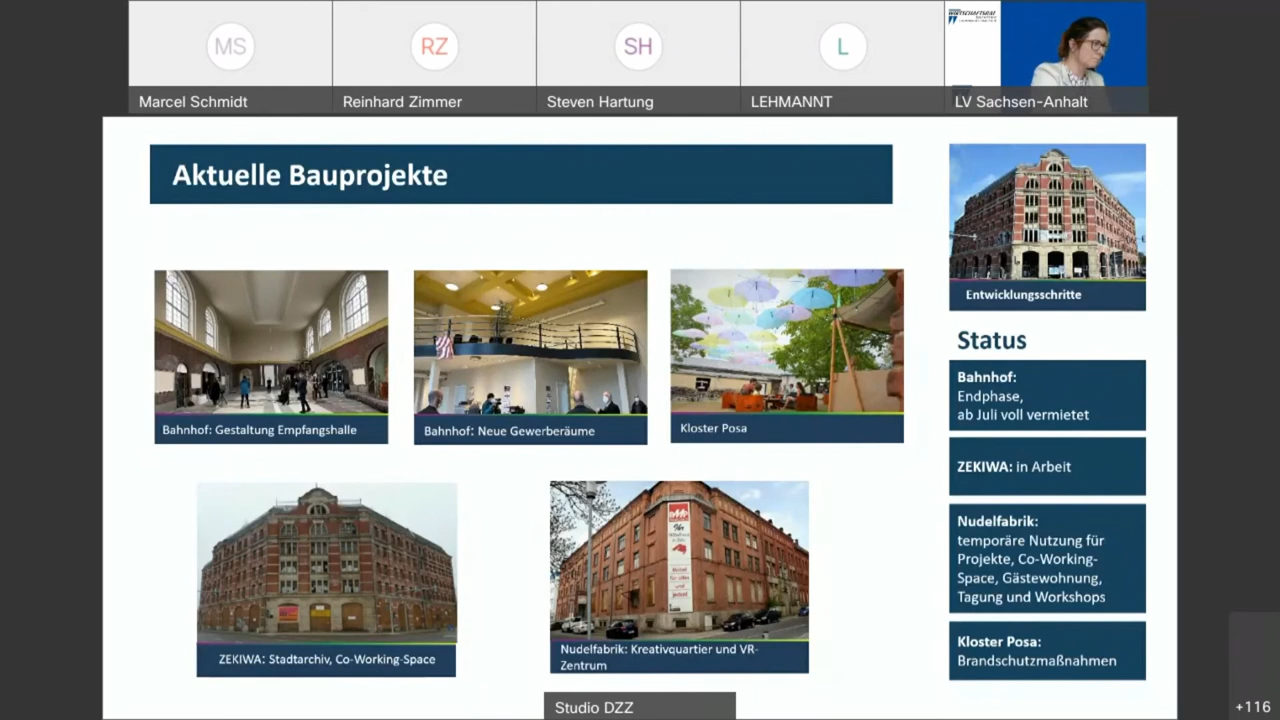 MS
RZ
SH
L
WIRTSCHAFTSRAT
Marcel Schmidt
Reinhard Zimmer
Steven Hartung
LEHMANNT
LV Sachsen-Anhalt
Aktuelle Bauprojekte
Bahnhof: Gestaltung Empfangshalle
Bahnhof: Neue Gewerberäume
Kloster Posa
ZEKIWA: Stadtarchiv, Co-Working-Space
Nudelfabrik: Kreativquartier und VR-
Zentrum
Entwicklungsschritte
Status
Bahnhof:
Endphase,
ab Juli voll vermietet
ZEKIWA: in Arbeit
Nudelfabrik:
temporäre Nutzung für
Projekte, Co-Working-
Space, Gästewohnung,
Tagung und Workshops
Kloster Posa:
Brandschutzmaßnahmen
Studio DZZ
+116